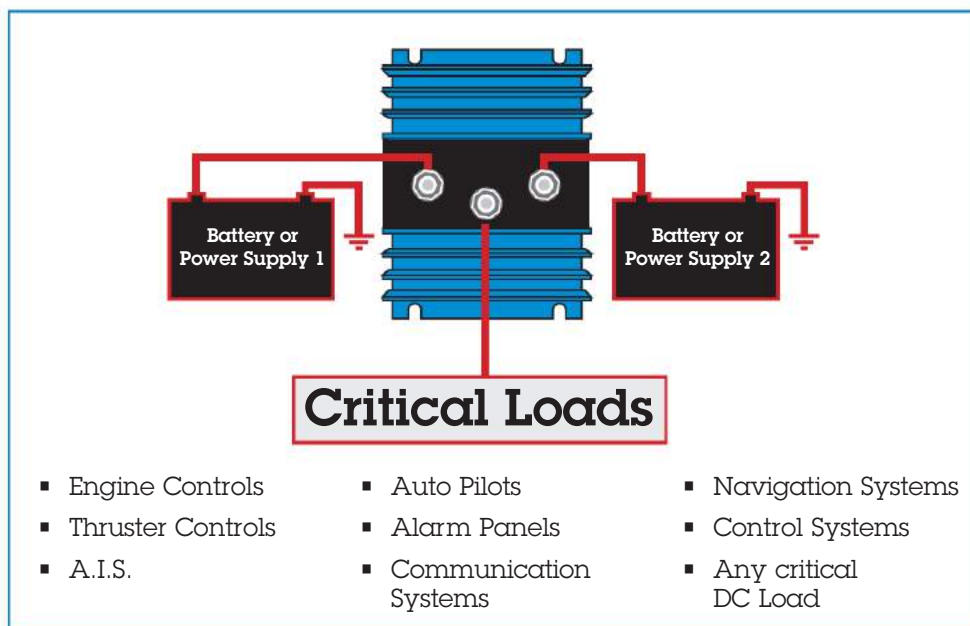 Battery or
Power Supply 1
Battery or
Power Supply 2
Critical Loads
▪ Engine Controls
▪ Thruster Controls
▪ A.I.S.
▪ Auto Pilots
▪ Alarm Panels
▪ Communication
Systems
▪ Navigation Systems
▪ Control Systems
▪ Any critical
DC Load